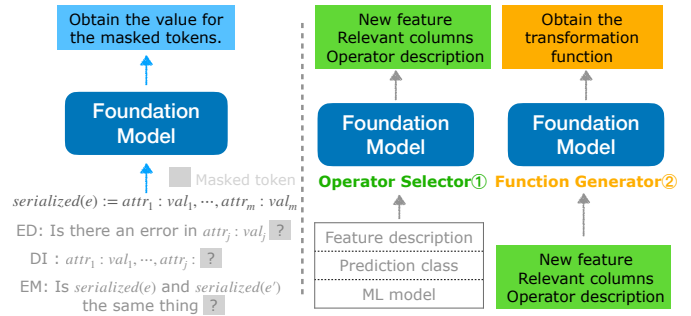 Obtain the value for
the masked tokens.
Foundation
Model
Masked token
serialized(e) := attr₁ : val₁, ⋯, attrₘ : valₘ
ED: Is there an error in attrⱼ : valⱼ ?
DI : attr₁ : val₁, ⋯, attrⱼ : ?
EM: Is serialized(e) and serialized(e′)
the same thing ?
New feature
Relevant columns
Operator description
Foundation
Model
Operator Selector①
Feature description
Prediction class
ML model
Obtain the
transformation
function
Foundation
Model
Function Generator②
New feature
Relevant columns
Operator description